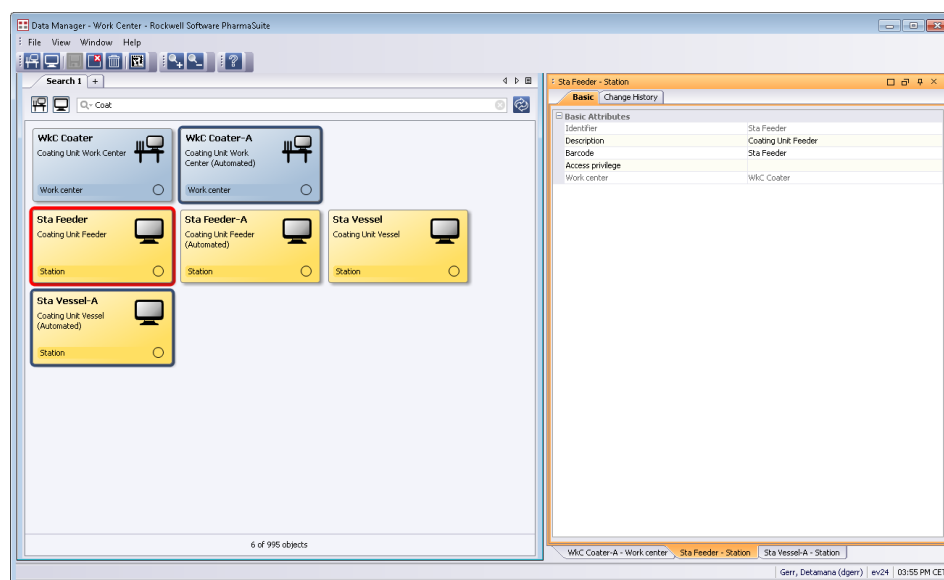 Data Manager - Work Center - Rockwell Software PharmaSuite
File View Window Help
Search 1 +
Coat
WkC Coater
Coating Unit Work Center
Work center
WkC Coater-A
Coating Unit Work
Center (Automated)
Work center
Sta Feeder
Coating Unit Feeder
Station
Sta Feeder-A
Coating Unit Feeder
(Automated)
Station
Sta Vessel
Coating Unit Vessel
Station
Sta Vessel-A
Coating Unit Vessel
(Automated)
Station
6 of 995 objects
Sta Feeder - Station
Basic Change History
Basic Attributes
Identifier Sta Feeder
Description Coating Unit Feeder
Barcode Sta Feeder
Access privilege
Work center WkC Coater
WkC Coater-A - Work center Sta Feeder - Station Sta Vessel-A - Station
Gerr, Detamana (dgerr) ev24 03:55 PM CET